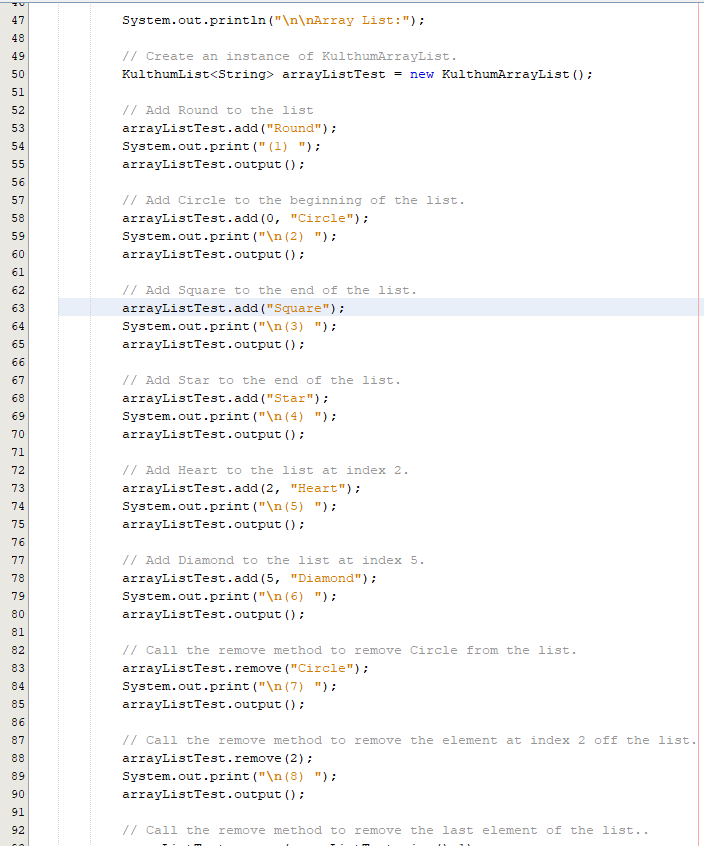 47 System.out.println("\n\nArray List:");
48
49 // Create an instance of KulthumArrayList.
50 KulthumList<String> arrayListTest = new KulthumArrayList();
51
52 // Add Round to the list
53 arrayListTest.add("Round");
54 System.out.print("(1) ");
55 arrayListTest.output();
56
57 // Add Circle to the beginning of the list.
58 arrayListTest.add(0, "Circle");
59 System.out.print("\n(2) ");
60 arrayListTest.output();
61
62 // Add Square to the end of the list.
63 arrayListTest.add("Square");
64 System.out.print("\n(3) ");
65 arrayListTest.output();
66
67 // Add Star to the end of the list.
68 arrayListTest.add("Star");
69 System.out.print("\n(4) ");
70 arrayListTest.output();
71
72 // Add Heart to the list at index 2.
73 arrayListTest.add(2, "Heart");
74 System.out.print("\n(5) ");
75 arrayListTest.output();
76
77 // Add Diamond to the list at index 5.
78 arrayListTest.add(5, "Diamond");
79 System.out.print("\n(6) ");
80 arrayListTest.output();
81
82 // Call the remove method to remove Circle from the list.
83 arrayListTest.remove("Circle");
84 System.out.print("\n(7) ");
85 arrayListTest.output();
86
87 // Call the remove method to remove the element at index 2 off the list.
88 arrayListTest.remove(2);
89 System.out.print("\n(8) ");
90 arrayListTest.output();
91
92 // Call the remove method to remove the last element of the list..